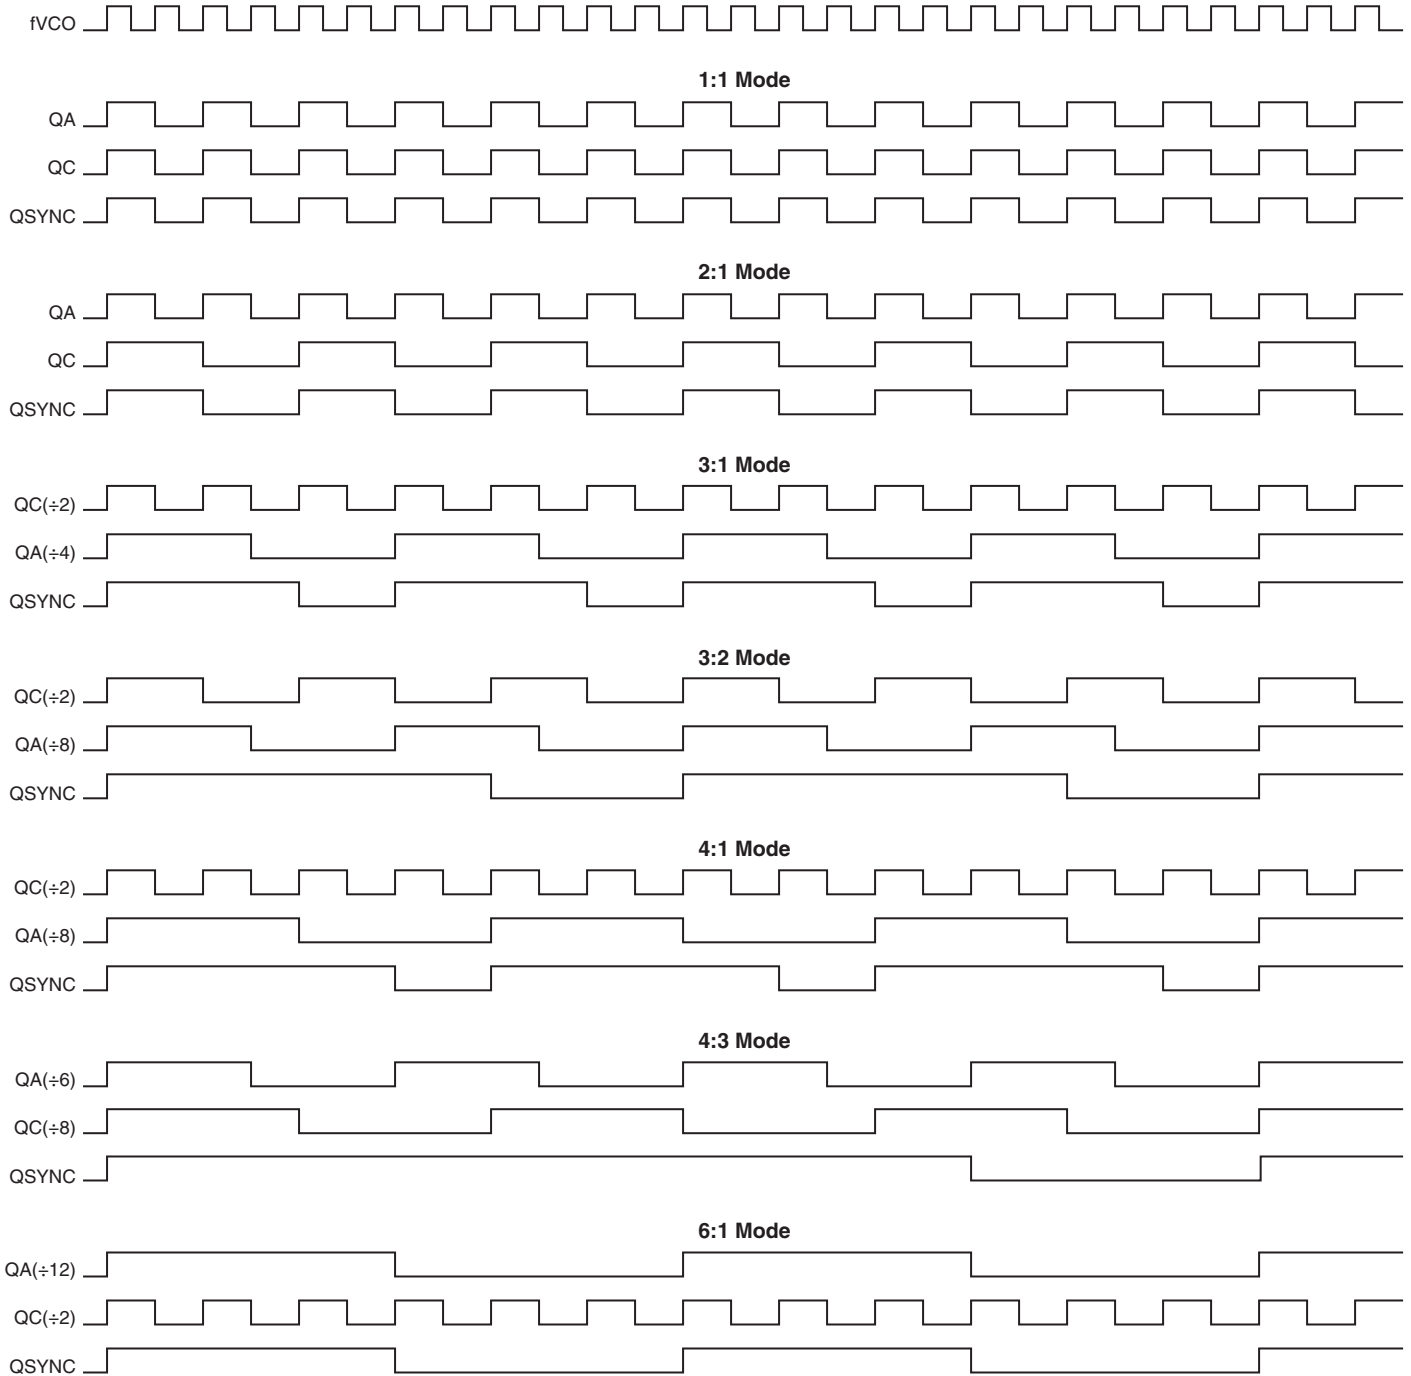 fVCO
1:1 Mode
QA
QC
QSYNC
2:1 Mode
QA
QC
QSYNC
3:1 Mode
QC(÷2)
QA(÷4)
QSYNC
3:2 Mode
QC(÷2)
QA(÷8)
QSYNC
4:1 Mode
QC(÷2)
QA(÷8)
QSYNC
4:3 Mode
QA(÷6)
QC(÷8)
QSYNC
6:1 Mode
QA(÷12)
QC(÷2)
QSYNC